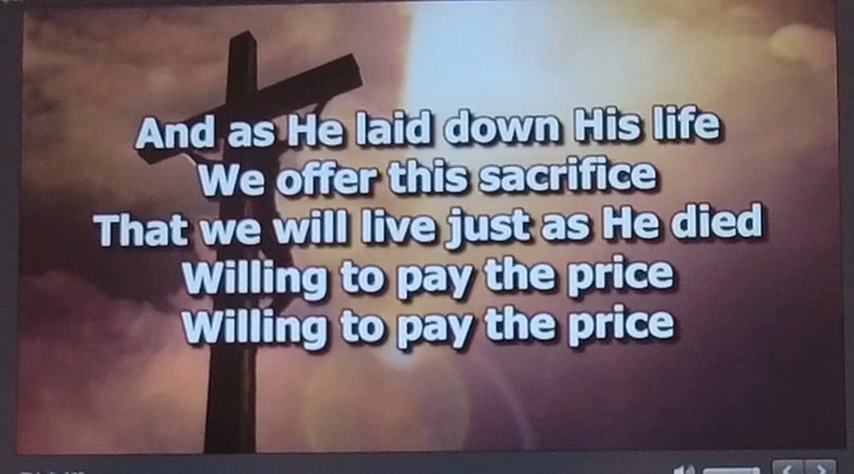 And as He laid down His life
We offer this sacrifice
That we will live just as He died
Willing to pay the price
Willing to pay the price